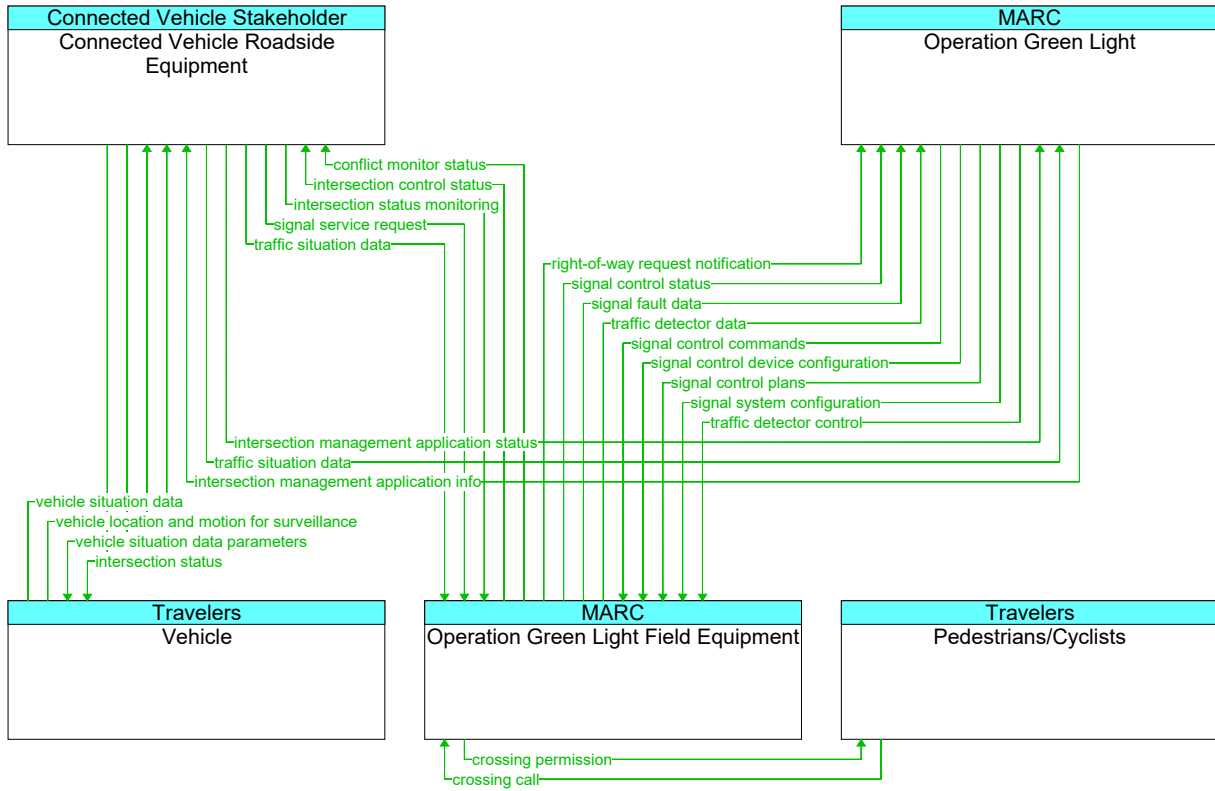 Connected Vehicle Stakeholder
Connected Vehicle Roadside
Equipment
MARC
Operation Green Light
conflict monitor status
intersection control status
intersection status monitoring
signal service request
traffic situation data
right-of-way request notification
signal control status
signal fault data
traffic detector data
signal control commands
signal control device configuration
signal control plans
signal system configuration
traffic detector control
intersection management application status
traffic situation data
intersection management application info
vehicle situation data
vehicle location and motion for surveillance
vehicle situation data parameters
intersection status
Travelers
Vehicle
MARC
Operation Green Light Field Equipment
Travelers
Pedestrians/Cyclists
crossing permission
crossing call